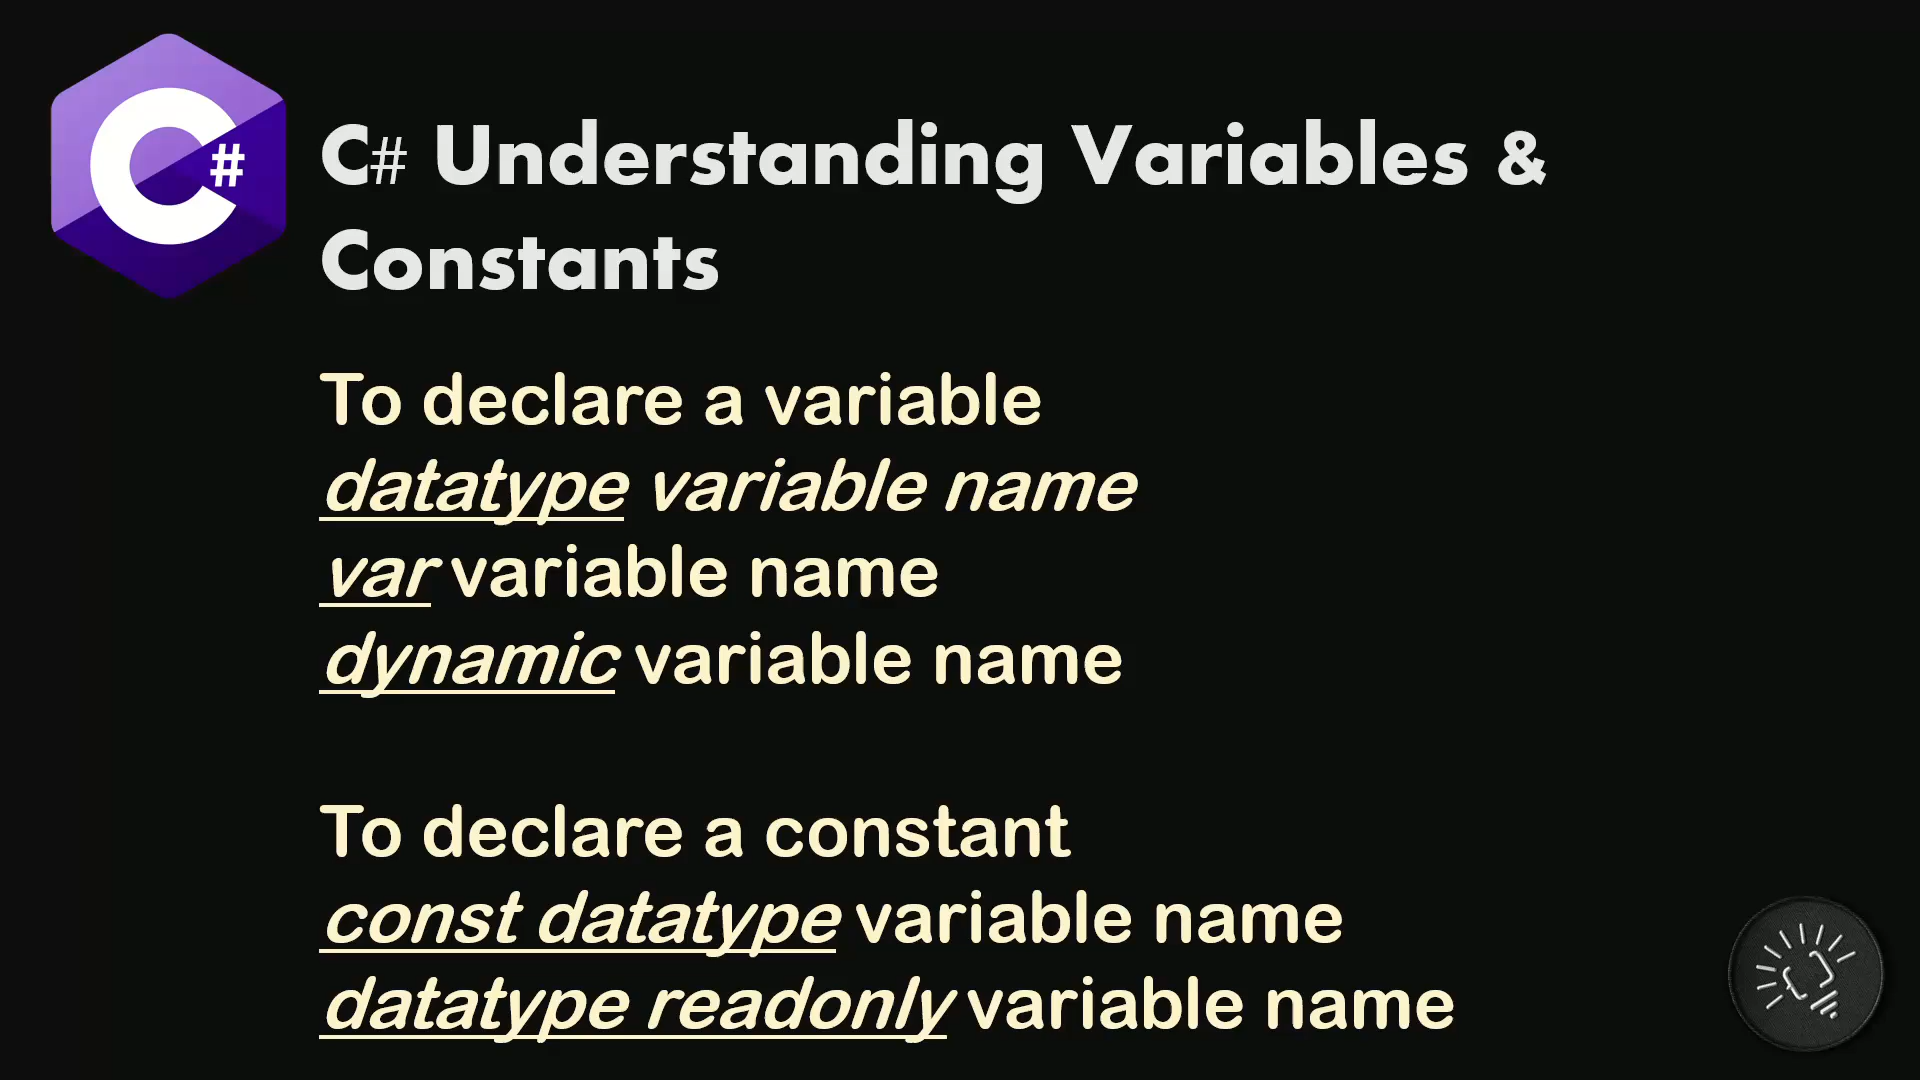 C#
C# Understanding Variables &
Constants
To declare a variable
datatype variable name
var variable name
dynamic variable name
To declare a constant
const datatype variable name
datatype readonly variable name